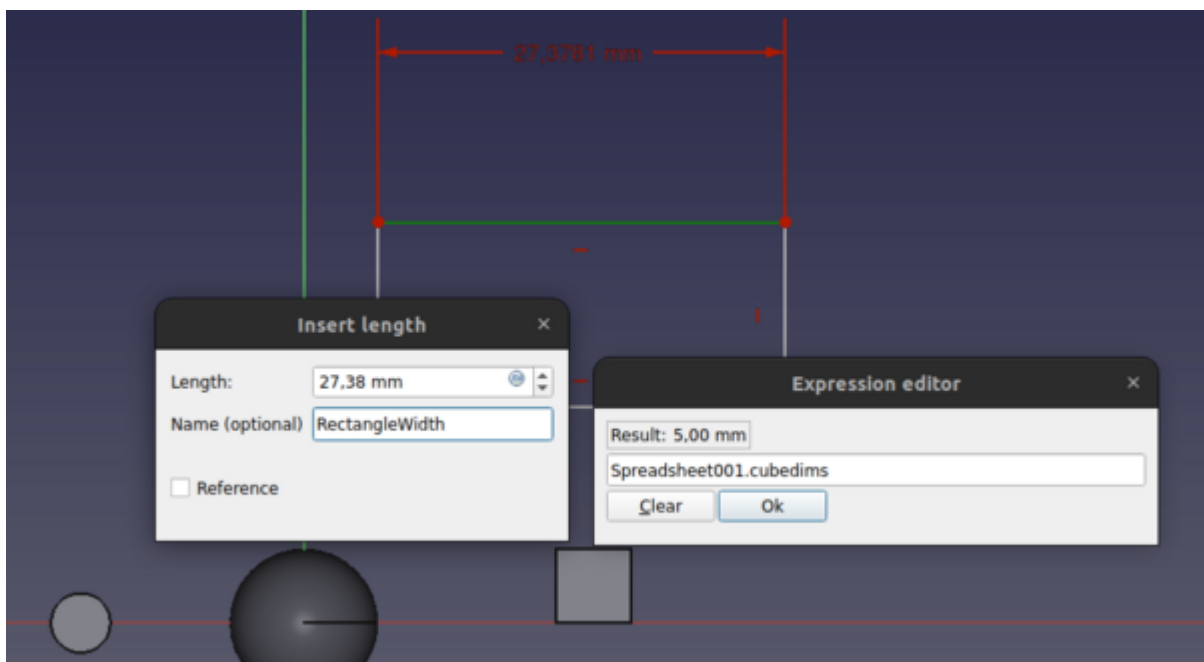 27,3781 mm
Insert length
×
Length:
27,38 mm
Name (optional)
RectangleWidth
Reference
Expression editor
×
Result: 5,00 mm
Spreadsheet001.cubedims
Clear
Ok